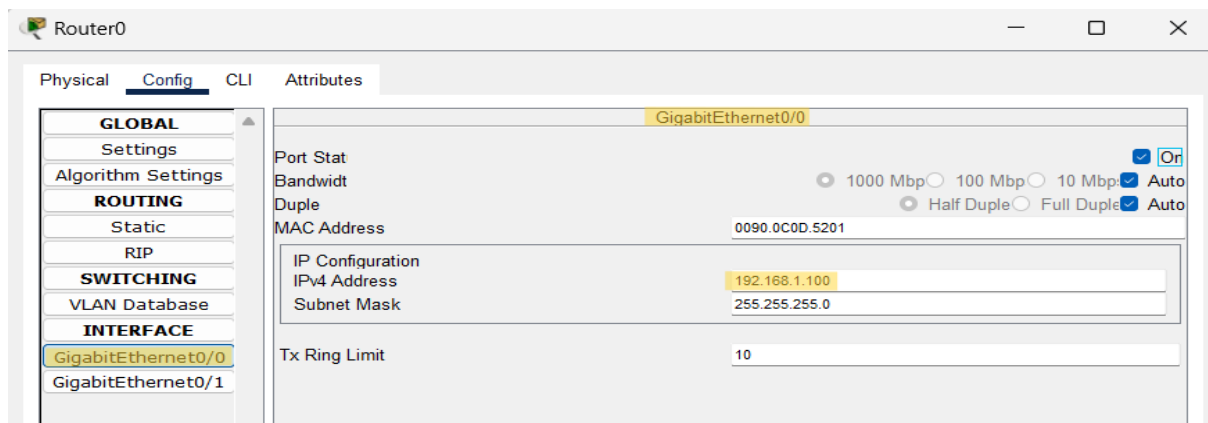 Router0
Physical Config CLI Attributes
GLOBAL
Settings
Algorithm Settings
ROUTING
Static
RIP
SWITCHING
VLAN Database
INTERFACE
GigabitEthernet0/0
GigabitEthernet0/1
GigabitEthernet0/0
Port Stat On
Bandwidt 1000 Mbp 100 Mbp 10 Mbp Auto
Duple Half Duple Full Duple Auto
MAC Address 0090.0C0D.5201
IP Configuration
IPv4 Address 192.168.1.100
Subnet Mask 255.255.255.0
Tx Ring Limit 10